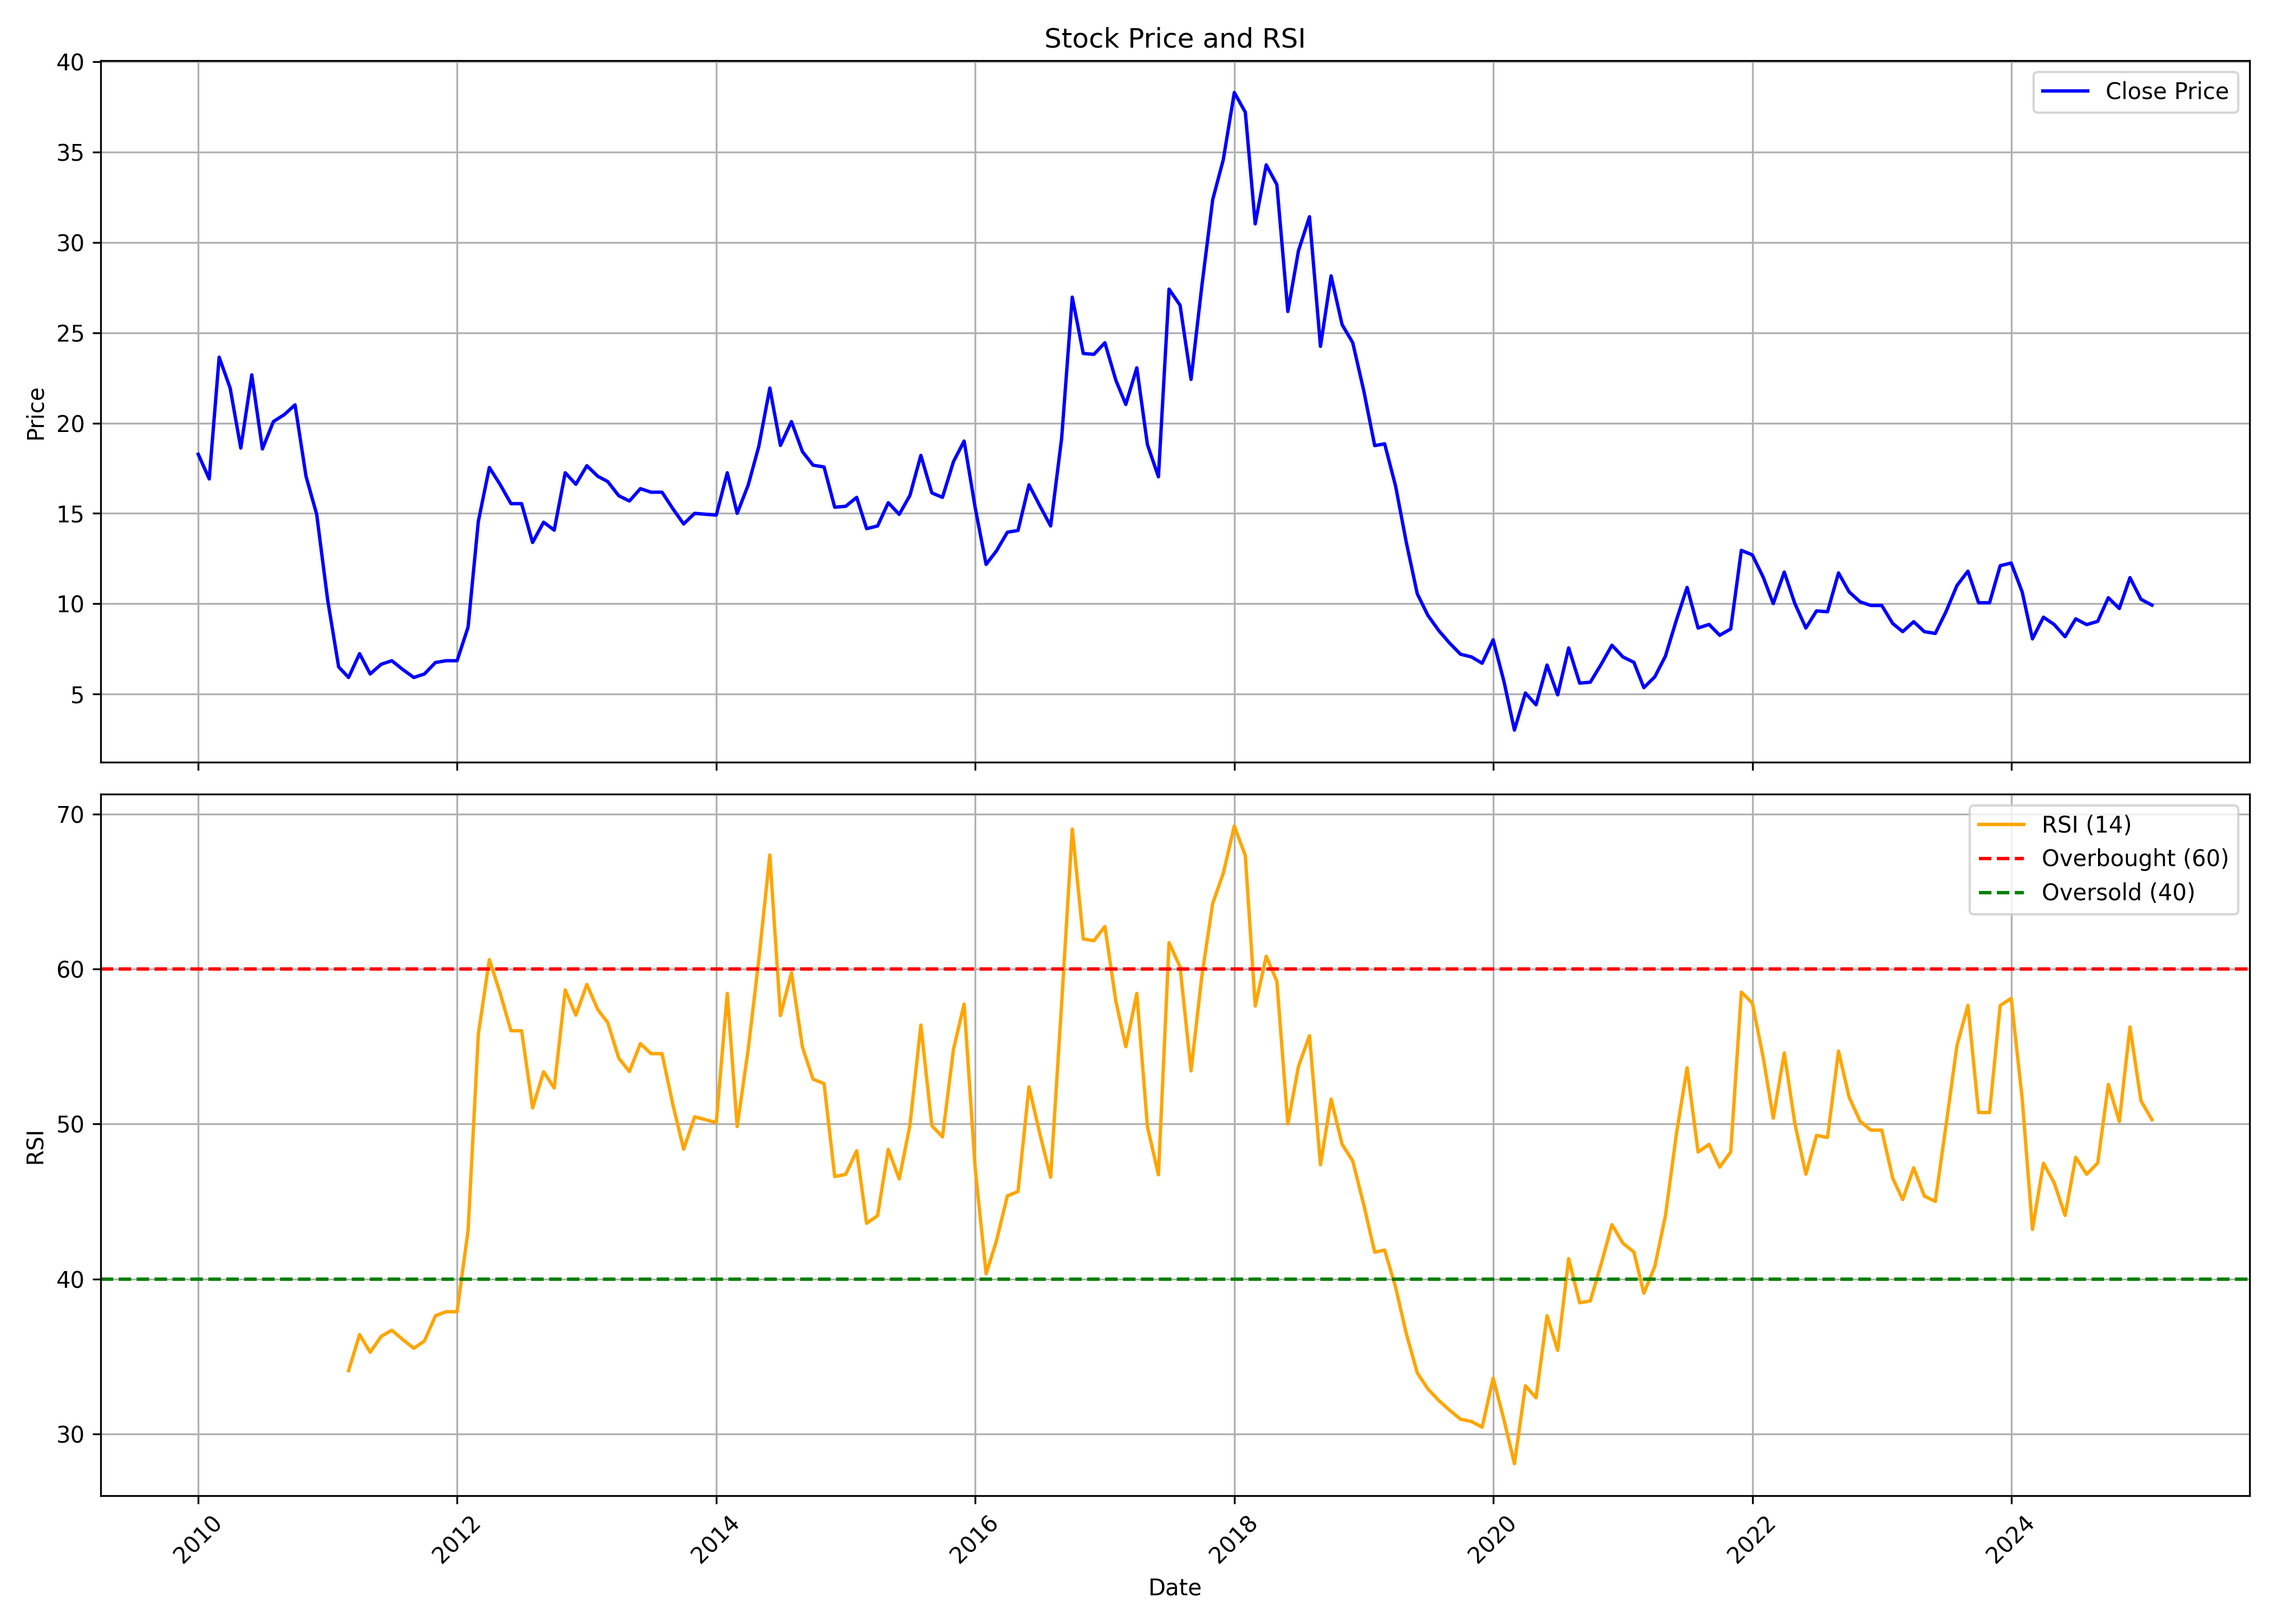 Stock Price and RSI
40
35
30
25
20
15
10
5
Price
Close Price
70
60
50
40
30
RSI
RSI (14)
Overbought (60)
Oversold (40)
2010
2012
2014
2016
2018
2020
2022
2024
Date